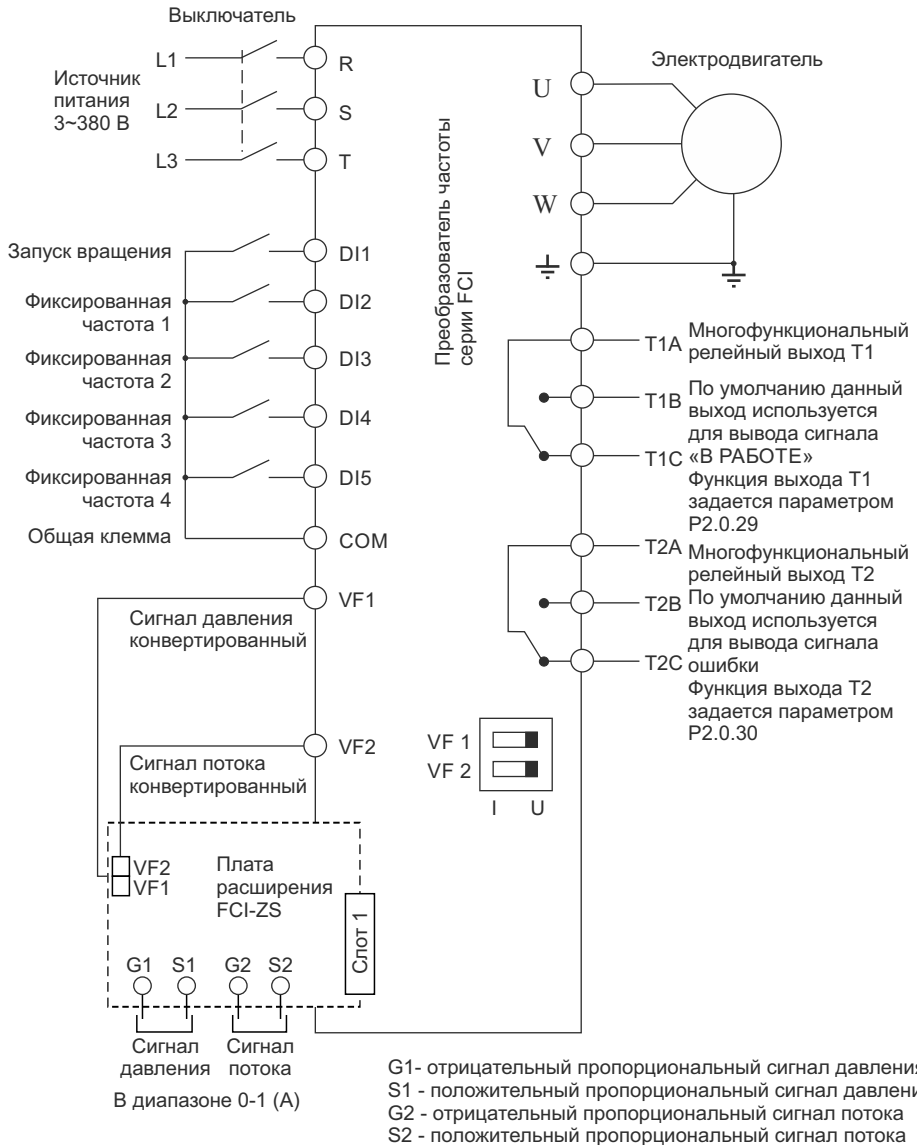 Выключатель
L1
R
Источник
питания
3~380 В
L2
S
L3
T
Преобразователь частоты
серии FCI
Электродвигатель
U
V
W
Запуск вращения
DI1
Фиксированная
частота 1
DI2
Фиксированная
частота 2
DI3
Фиксированная
частота 3
DI4
Фиксированная
частота 4
DI5
Общая клемма
COM
T1A
Многофункциональный
релейный выход T1
T1B
По умолчанию данный
выход используется
для вывода сигнала
T1C
«В РАБОТЕ»
Функция выхода T1
задается параметром
P2.0.29
T2A
Многофункциональный
релейный выход T2
T2B
По умолчанию данный
выход используется
для вывода сигнала
T2C
ошибки
Функция выхода T2
задается параметром
P2.0.30
VF1
Сигнал давления
конвертированный
VF2
Сигнал потока
конвертированный
VF 1
VF 2
I U
VF2
VF1
Плата
расширения
FCI-ZS
Слот 1
G1 S1 G2 S2
Сигнал
давления
Сигнал
потока
В диапазоне 0-1 (А)
G1- отрицательный пропорциональный сигнал давления
S1 - положительный пропорциональный сигнал давлени
G2 - отрицательный пропорциональный сигнал потока
S2 - положительный пропорциональный сигнал потока